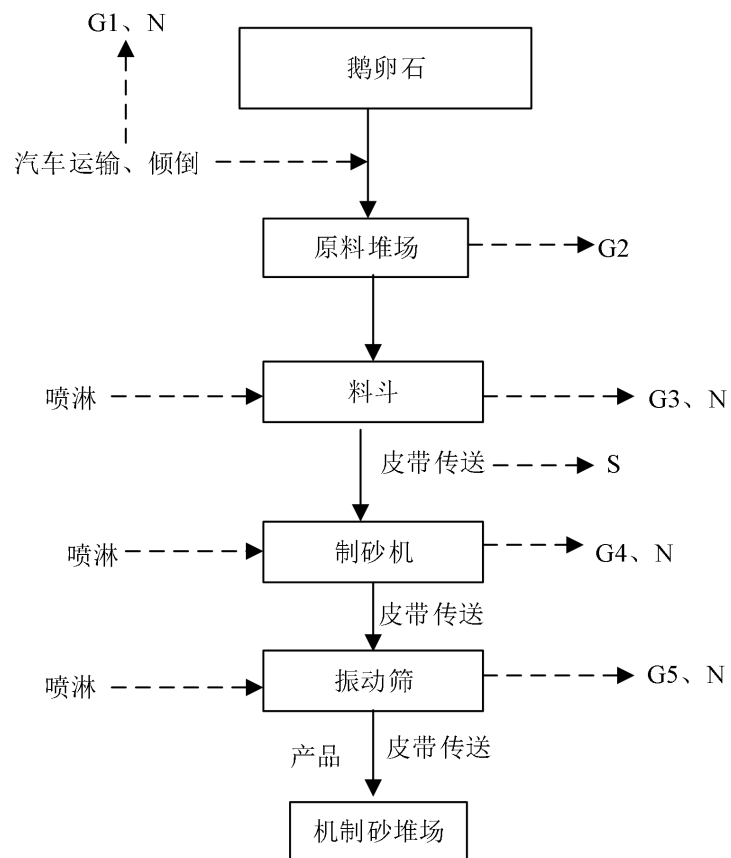 G1、N
鹅卵石
汽车运输、倾倒
原料堆场
G2
喷淋
料斗
G3、N
皮带传送
S
喷淋
制砂机
G4、N
皮带传送
喷淋
振动筛
G5、N
产品
皮带传送
机制砂堆场